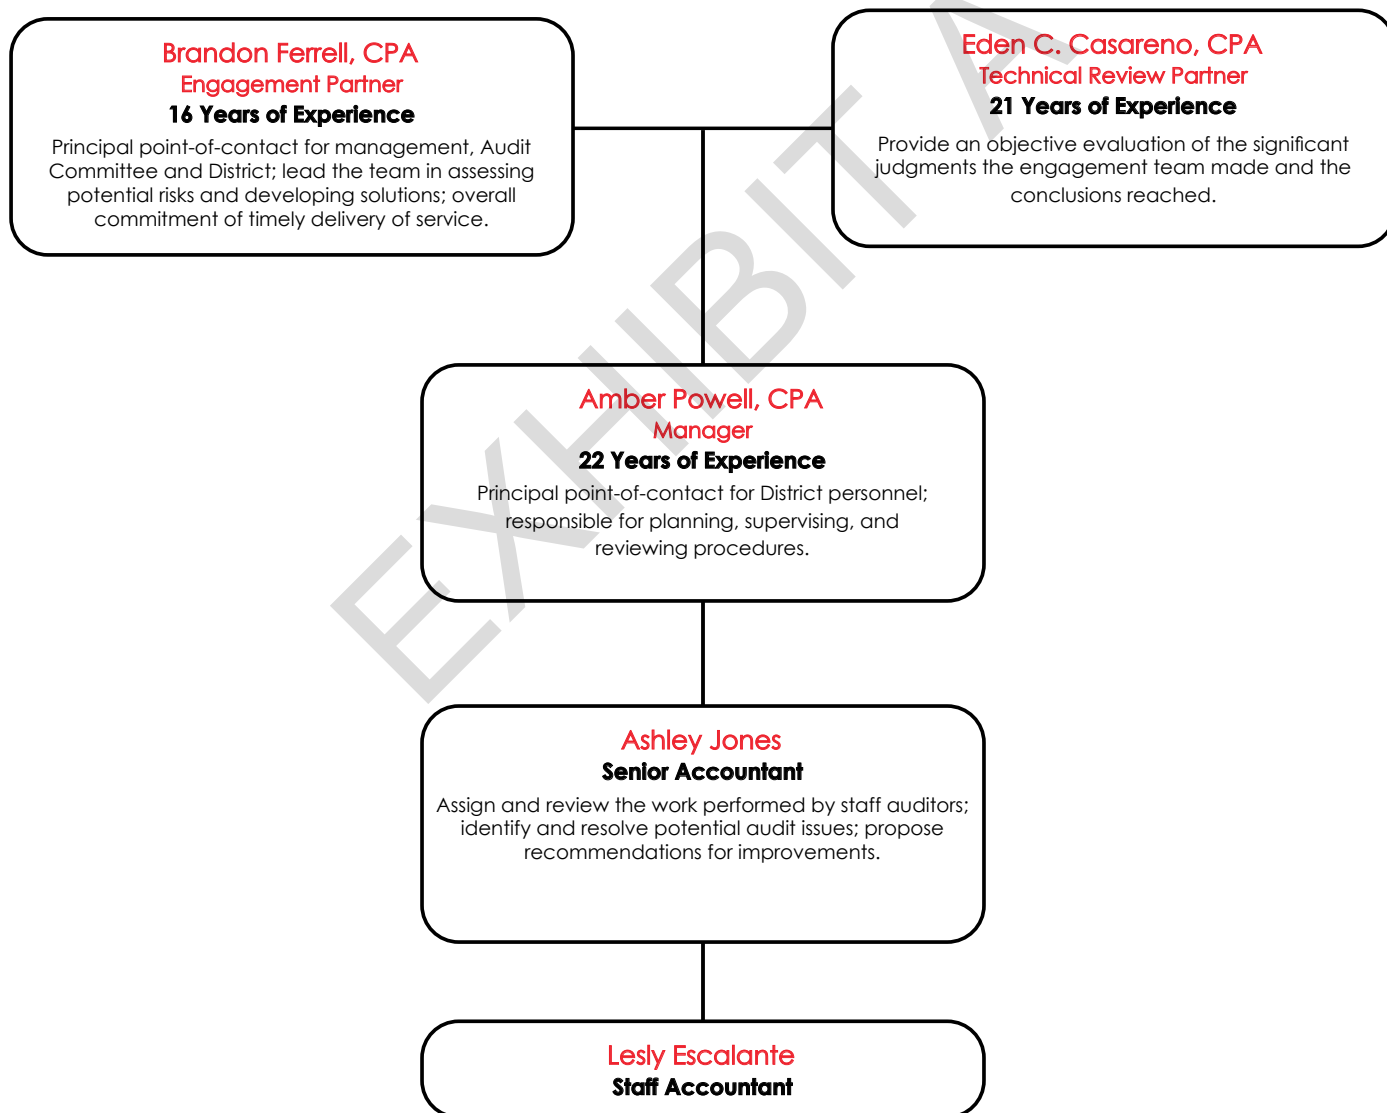 Brandon Ferrell, CPA
Engagement Partner
16 Years of Experience
Principal point-of-contact for management, Audit
Committee and District; lead the team in assessing
potential risks and developing solutions; overall
commitment of timely delivery of service.
Eden C. Casareno, CPA
Technical Review Partner
21 Years of Experience
Provide an objective evaluation of the significant
judgments the engagement team made and the
conclusions reached.
Amber Powell, CPA
Manager
22 Years of Experience
Principal point-of-contact for District personnel;
responsible for planning, supervising, and
reviewing procedures.
Ashley Jones
Senior Accountant
Assign and review the work performed by staff auditors;
identify and resolve potential audit issues; propose
recommendations for improvements.
Lesly Escalante
Staff Accountant
EXHIBIT A